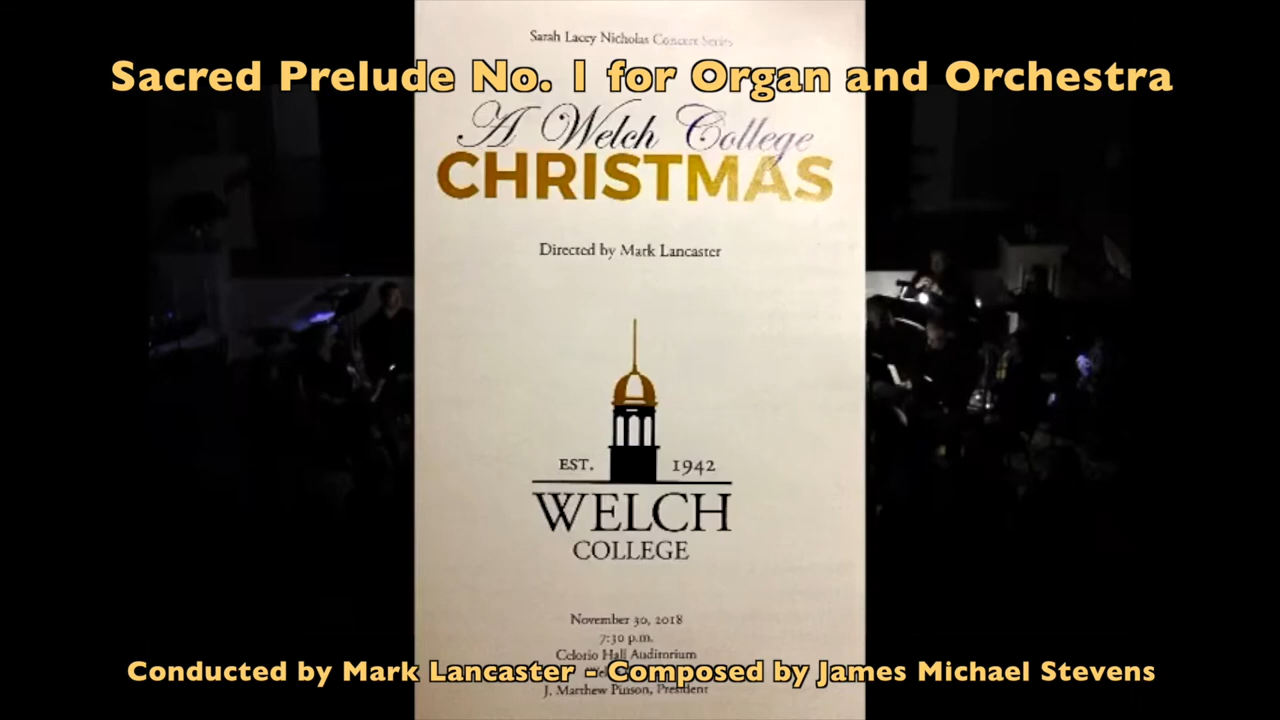 Sarah Lacey Nicholas Concert Series
Sacred Prelude No. 1 for Organ and Orchestra
A Welch College
CHRISTMAS
Directed by Mark Lancaster
EST. 1942
WELCH
COLLEGE
November 30, 2018
7:30 p.m.
Celorio Hall Auditorium
Conducted by Mark Lancaster - Composed by James Michael Stevens
J. Matthew Pinson, President